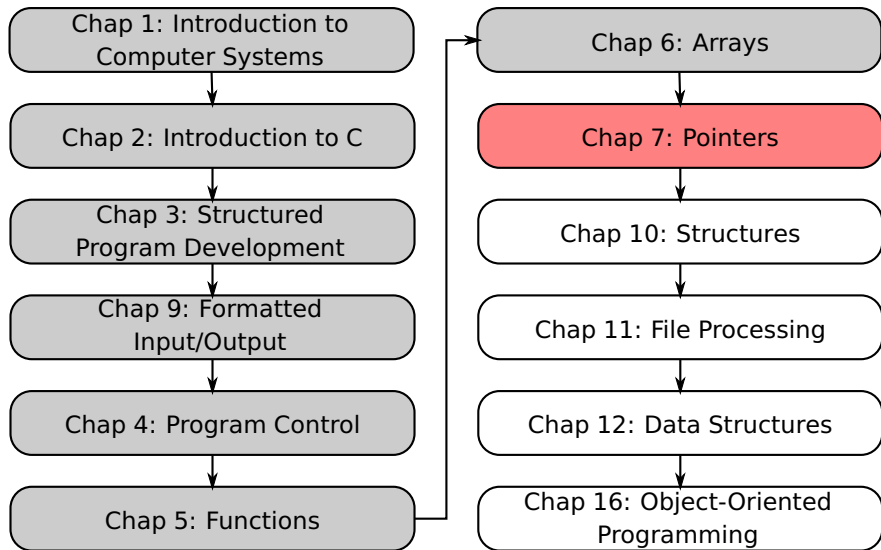 Chap 1: Introduction to
Computer Systems
Chap 2: Introduction to C
Chap 3: Structured
Program Development
Chap 9: Formatted
Input/Output
Chap 4: Program Control
Chap 5: Functions
Chap 6: Arrays
Chap 7: Pointers
Chap 10: Structures
Chap 11: File Processing
Chap 12: Data Structures
Chap 16: Object-Oriented
Programming